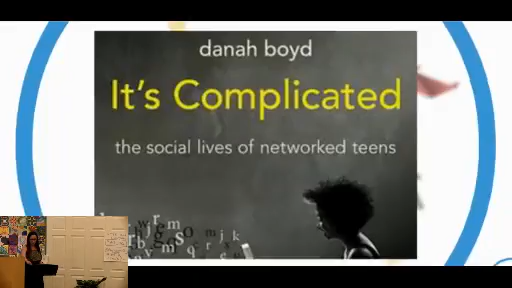 danah boyd
It's Complicated
the social lives of networked teens